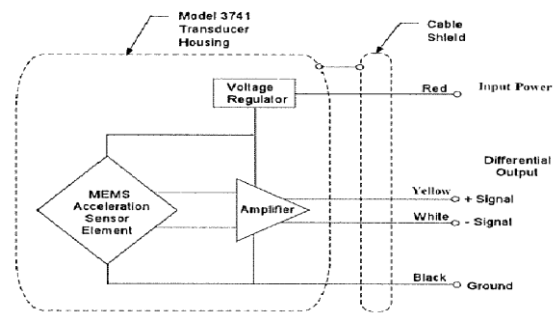 Model 3741
Transducer
Housing
Cable
Shield
Voltage
Regulator
Red
Input Power
Differential
Output
MEMS
Acceleration
Sensor
Element
Amplifier
Yellow
+ Signal
White
- Signal
Black
Ground